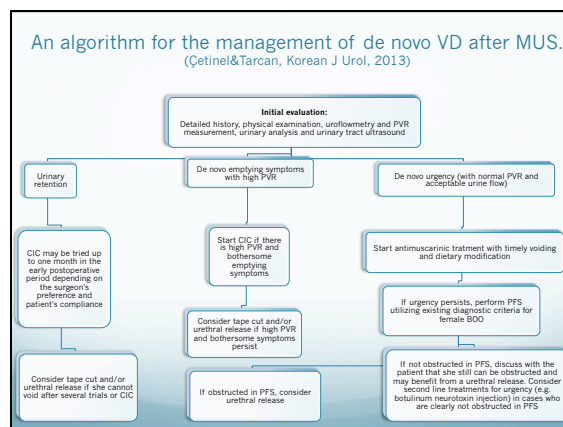 An algorithm for the management of de novo VD after MUS.
(Çetinel&Tarcan, Korean J Urol, 2013)
Initial evaluation:
Detailed history, physical examination, uroflowmetry and PVR
measurement, urinary analysis and urinary tract ultrasound
Urinary
retention
De novo emptying symptoms
with high PVR
De novo urgency (with normal PVR and
acceptable urine flow)
CIC may be tried up
to one month in the
early postoperative
period depending on
the surgeon's
preference and
patient's compliance
Start CIC if there
is high PVR and
bothersome
emptying
symptoms
Start antimuscarinic tratment with timely voiding
and dietary modification
Consider tape cut and/or
urethral release if high PVR
and bothersome symptoms
persist
If urgency persists, perform PFS
utilizing existing diagnostic criteria for
female BOO
Consider tape cut and/or
urethral release if she cannot
void after several trials or CIC
If obstructed in PFS, consider
urethral release
If not obstructed in PFS, discuss with the
patient that she still can be obstructed and
may benefit from a urethral release. Consider
second line treatments for urgency (e.g.
botulinum neurotoxin injection) in cases who
are clearly not obstructed in PFS